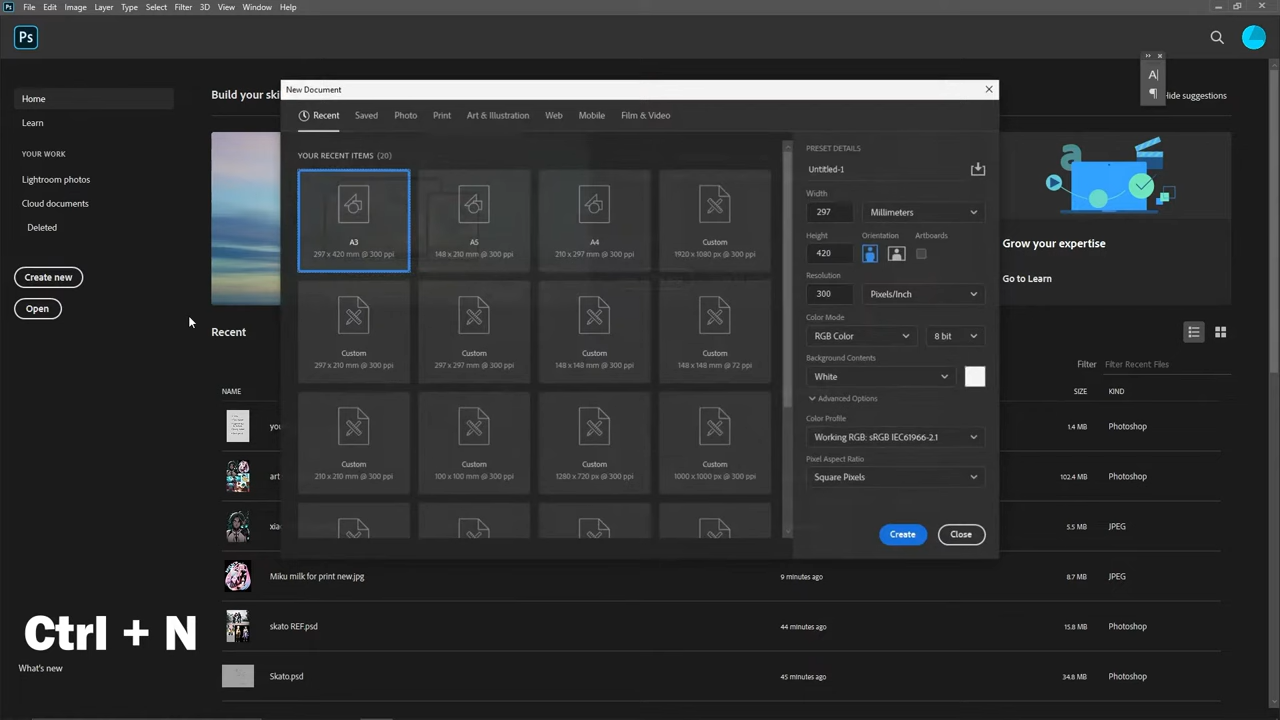 Ps File Edit Image Layer Type Select Filter 3D View Window Help
Ps
Home
Learn
YOUR WORK
Lightroom photos
Cloud documents
Deleted
Create new
Open
Build your ski
Hide suggestions
A
New Document
Recent Saved Photo Print Art & Illustration Web Mobile Film & Video
YOUR RECENT ITEMS (20)
A3
297 x 420 mm @ 300 ppi
A5
148 x 210 mm @ 300 ppi
A4
210 x 297 mm @ 300 ppi
Custom
1920 x 1080 px @ 300 ppi
Custom
297 x 210 mm @ 300 ppi
Custom
297 x 297 mm @ 300 ppi
Custom
148 x 148 mm @ 300 ppi
Custom
148 x 148 mm @ 72 ppi
Custom
210 x 210 mm @ 300 ppi
Custom
100 x 100 mm @ 300 ppi
Custom
1280 x 720 px @ 300 ppi
Custom
1000 x 1000 px @ 300 ppi
PRESET DETAILS
Untitled-1
Width
297 Millimeters
Height Orientation Artboards
420
Resolution
300 Pixels/Inch
Color Mode
RGB Color 8 bit
Background Contents
White
Advanced Options
Color Profile
Working RGB: sRGB IEC61966-2.1
Pixel Aspect Ratio
Square Pixels
Create Close
a
Grow your expertise
Go to Learn
Recent
Filter Filter Recent Files
NAME SIZE KIND
you 1.4 MB Photoshop
art 102.4 MB Photoshop
xia 5.5 MB JPEG
Miku milk for print new.jpg 9 minutes ago 8.7 MB JPEG
skato REF.psd 44 minutes ago 15.8 MB Photoshop
Skato.psd 45 minutes ago 34.8 MB Photoshop
Ctrl + N
What's new